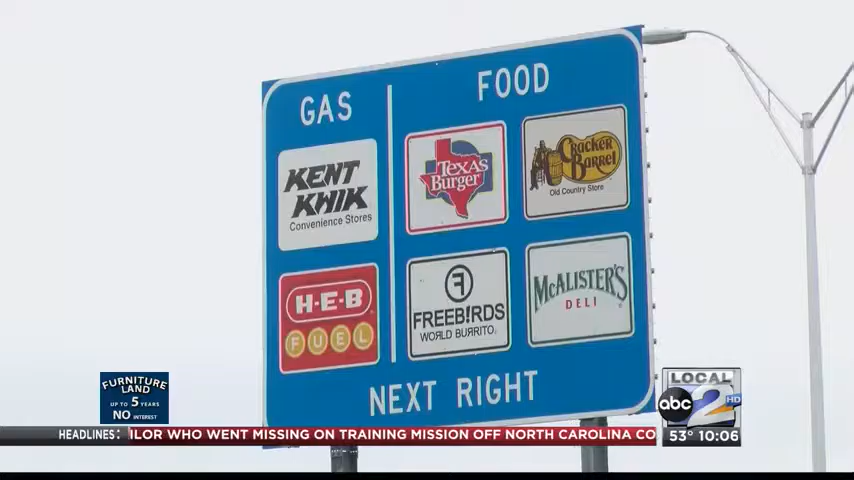 GAS
FOOD
KENT
KWIK
Convenience Stores
TEXAS
Burger
Cracker
Barrel
Old Country Store
H-E-B
FUEL
FREEB!RDS
WORLD BURRITO
McALISTER'S
DELI
NEXT RIGHT
FURNITURE
LAND
UP TO 5 YEARS
NO INTEREST
LOCAL
abc 2 HD
HEADLINES: ILOR WHO WENT MISSING ON TRAINING MISSION OFF NORTH CAROLINA CO
53° 10:06